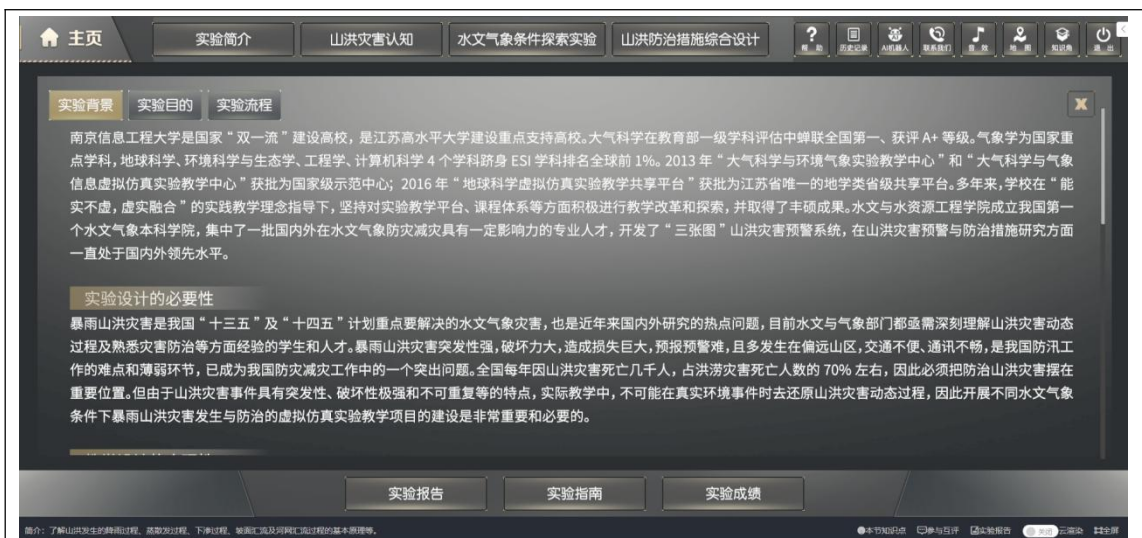 主页
实验简介
山洪灾害认知
水文气象条件探索实验
山洪防治措施综合设计
帮 助
历史记录
AI机器人
联系我们
音 效
地 图
知识角
退 出
实验背景
实验目的
实验流程
南京信息工程大学是国家“双一流”建设高校，是江苏高水平大学建设重点支持高校。大气科学在教育部一级学科评估中蝉联全国第一、获评 A+ 等级。气象学为国家重
点学科，地球科学、环境科学与生态学、工程学、计算机科学 4 个学科跻身 ESI 学科排名全球前 1%。2013 年“大气科学与环境气象实验教学中心”和“大气科学与气象
信息虚拟仿真实验教学中心”获批为国家级示范中心；2016 年“地球科学虚拟仿真实验教学共享平台”获批为江苏省唯一的地学类省级共享平台。多年来，学校在“能
实不虚，虚实融合”的实践教学理念指导下，坚持对实验教学平台、课程体系等方面积极进行教学改革和探索，并取得了丰硕成果。水文与水资源工程学院成立我国第一
个水文气象本科学院，集中了一批国内外在水文气象防灾减灾具有一定影响力的专业人才，开发了“三张图”山洪灾害预警系统，在山洪灾害预警与防治措施研究方面
一直处于国内外领先水平。
实验设计的必要性
暴雨山洪灾害是我国“十三五”及“十四五”计划重点要解决的水文气象灾害，也是近年来国内外研究的热点问题，目前水文与气象部门都亟需深刻理解山洪灾害动态
过程及熟悉灾害防治等方面经验的学生和人才。暴雨山洪灾害突发性强，破坏力大，造成损失巨大，预报预警难，且多发生在偏远山区，交通不便、通讯不畅，是我国防汛工
作的难点和薄弱环节，已成为我国防灾减灾工作中的一个突出问题。全国每年因山洪灾害死亡几千人，占洪涝灾害死亡人数的 70% 左右，因此必须把防治山洪灾害摆在
重要位置。但由于山洪灾害事件具有突发性、破坏性极强和不可重复等的特点，实际教学中，不可能在真实环境事件时去还原山洪灾害动态过程，因此开展不同水文气象
条件下暴雨山洪灾害发生与防治的虚拟仿真实验教学项目的建设是非常重要和必要的。
实验报告
实验指南
实验成绩
简介：了解山洪发生的降雨过程、蒸散发过程、下渗过程、坡面汇流及河网汇流过程的基本原理等。
本节知识点
参与互评
实验报告
关闭
云渲染
全屏